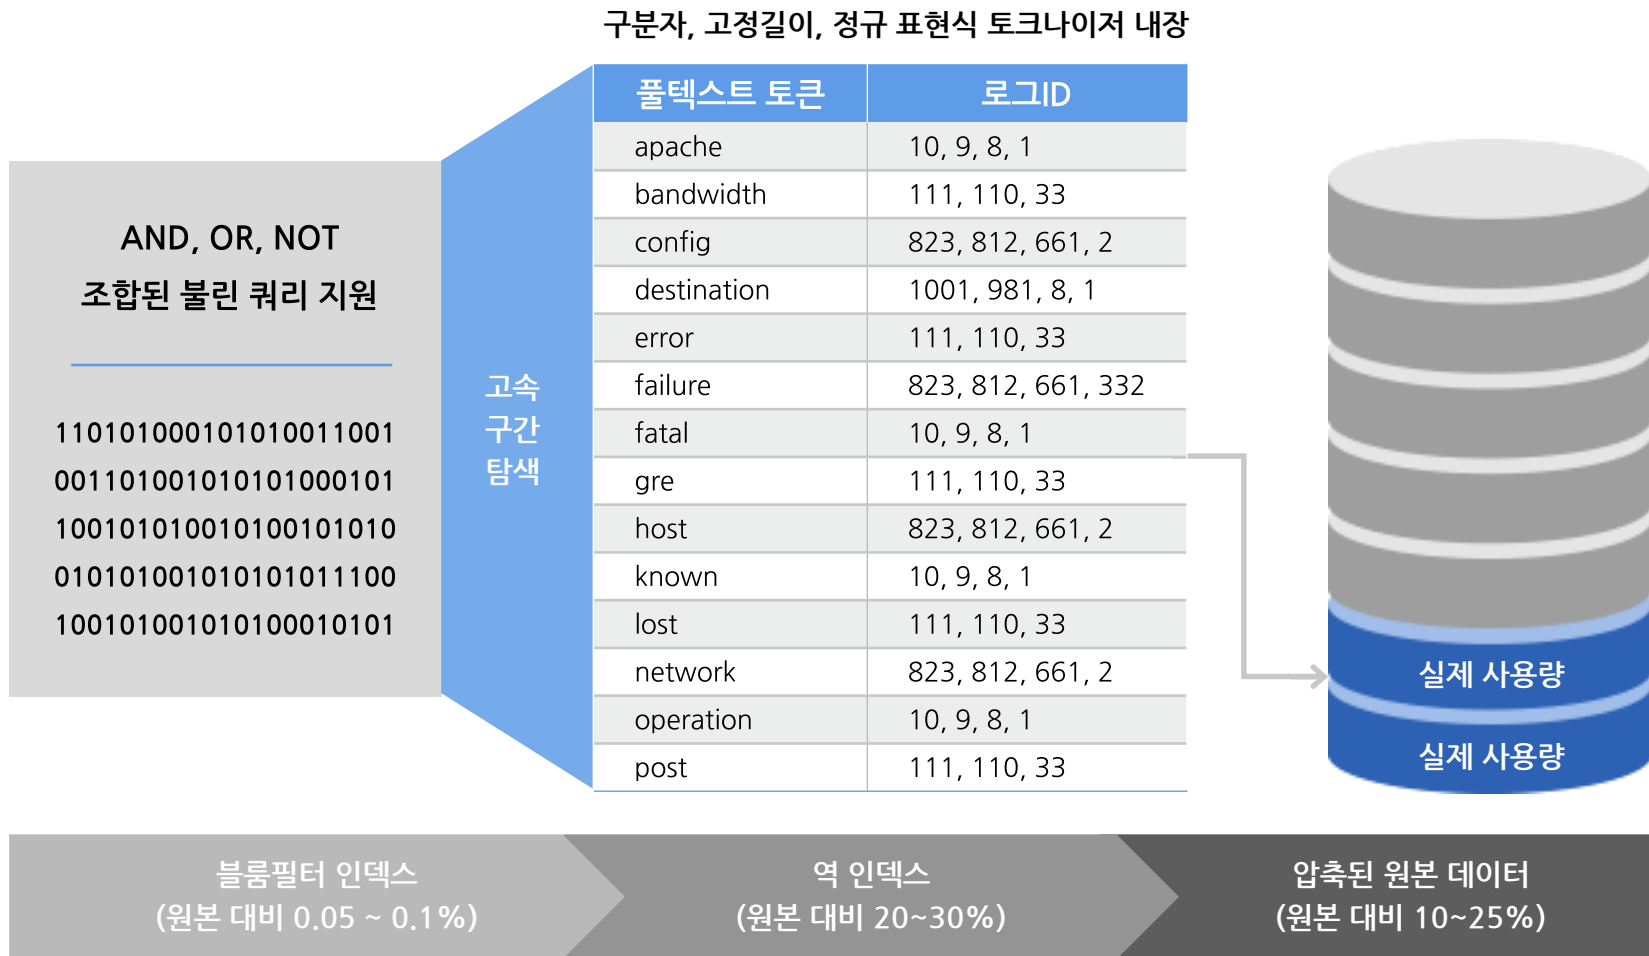 구분자, 고정길이, 정규 표현식 토크나이저 내장
AND, OR, NOT
조합된 불린 쿼리 지원
110101000101010011001
001101001010101000101
100101010010100101010
010101001010101011100
100101001010100010101
고속
구간
탐색
풀텍스트 토큰 로그ID
apache 10, 9, 8, 1
bandwidth 111, 110, 33
config 823, 812, 661, 2
destination 1001, 981, 8, 1
error 111, 110, 33
failure 823, 812, 661, 332
fatal 10, 9, 8, 1
gre 111, 110, 33
host 823, 812, 661, 2
known 10, 9, 8, 1
lost 111, 110, 33
network 823, 812, 661, 2
operation 10, 9, 8, 1
post 111, 110, 33
실제 사용량
실제 사용량
블룸필터 인덱스
(원본 대비 0.05 ~ 0.1%)
역 인덱스
(원본 대비 20~30%)
압축된 원본 데이터
(원본 대비 10~25%)